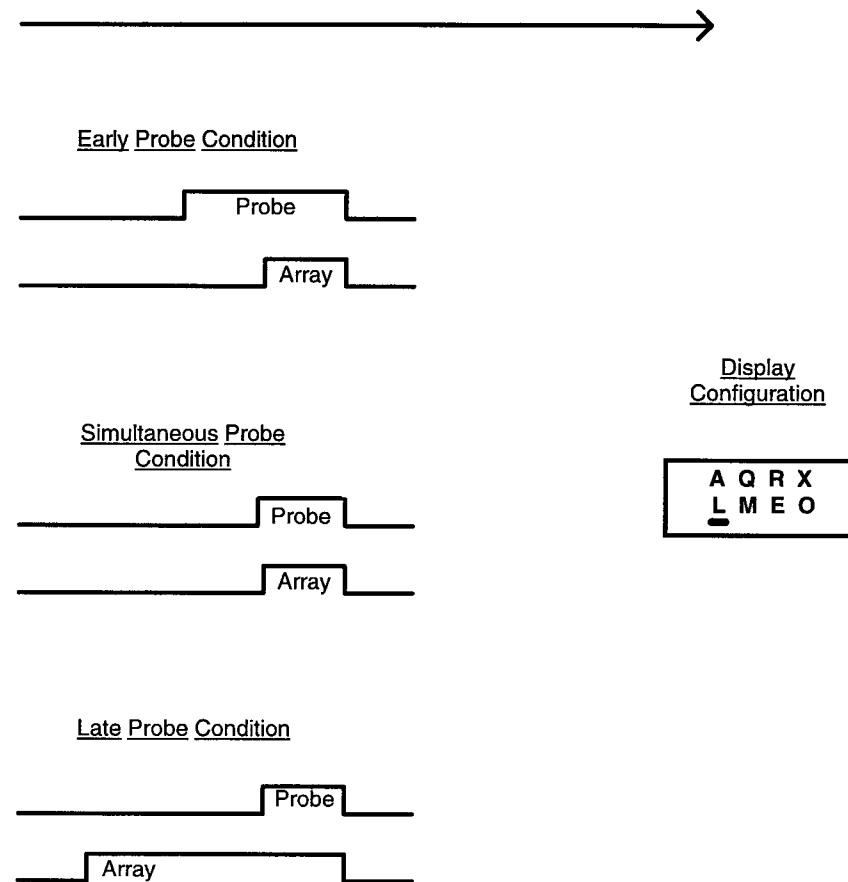 Early Probe Condition
Probe
Array
Display
Configuration
Simultaneous Probe
Condition
A Q R X
L M E O
Probe
Array
Late Probe Condition
Probe
Array